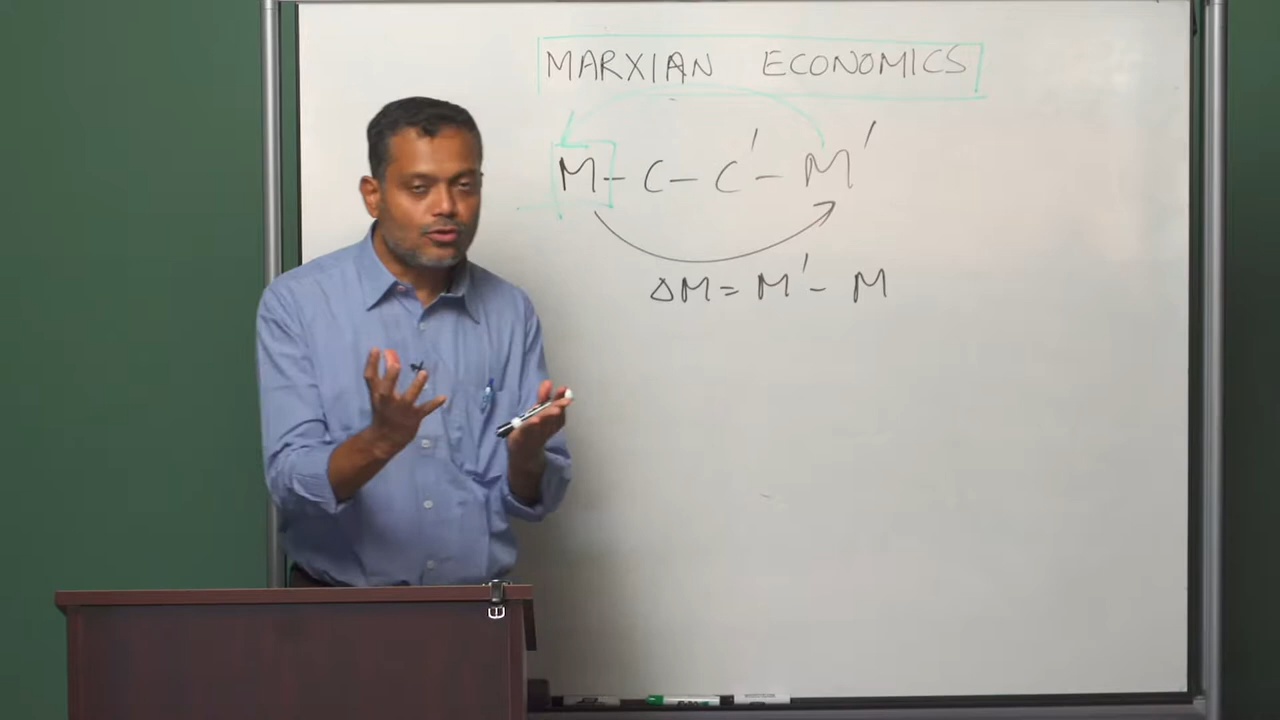 MARXIAN ECONOMICS
M - C - C' - M'
ΔM = M' - M